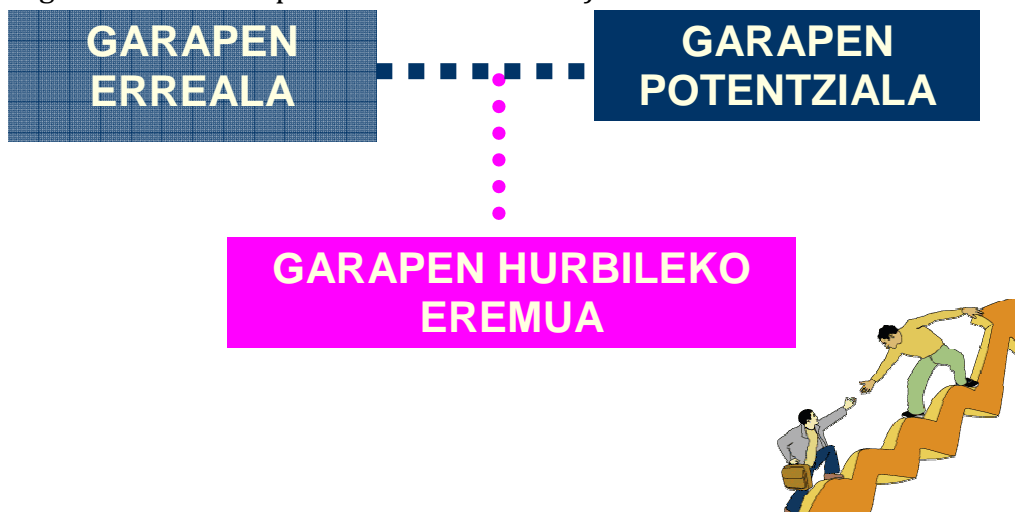 GARAPEN
ERREALA
GARAPEN
POTENTZIALA
GARAPEN HURBILEKO
EREMUA